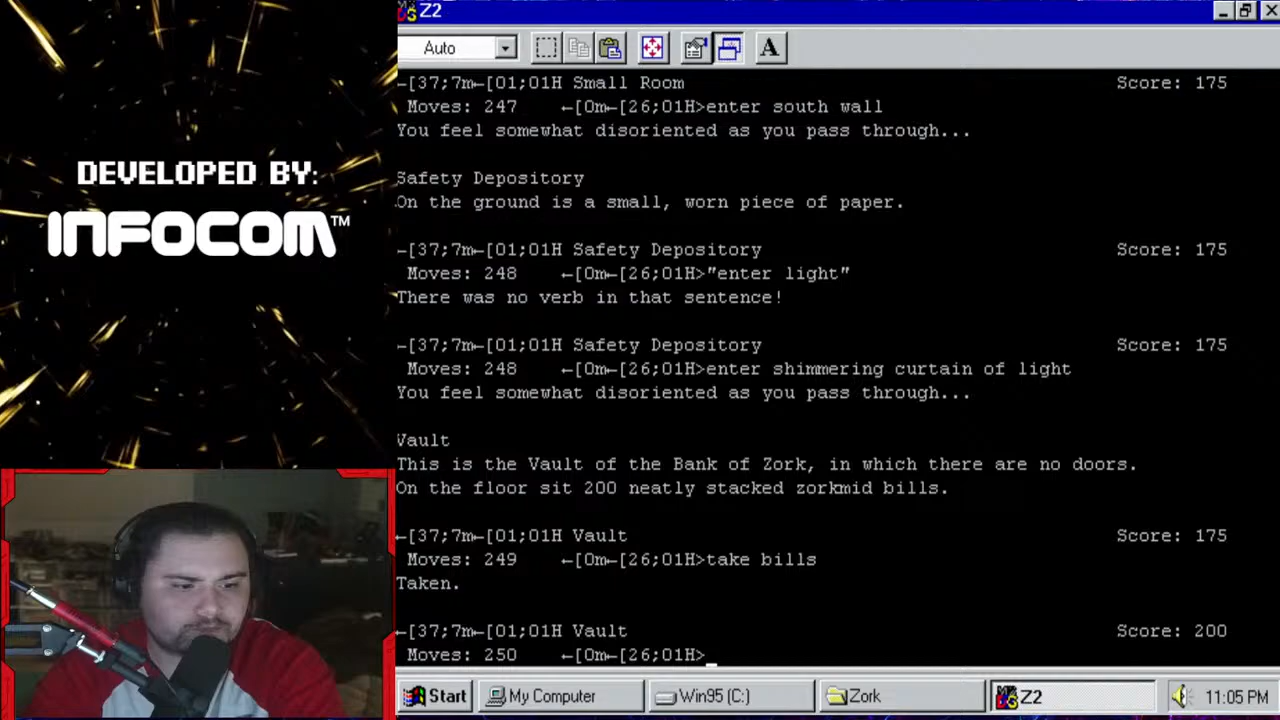 DEVELOPED BY:
INFOCOM™
Z2
Auto
A
←[37;7m←[01;01H Small Room Score: 175
Moves: 247 ←[0m←[26;01H>enter south wall
You feel somewhat disoriented as you pass through...
Safety Depository
On the ground is a small, worn piece of paper.
←[37;7m←[01;01H Safety Depository Score: 175
Moves: 248 ←[0m←[26;01H>"enter light"
There was no verb in that sentence!
←[37;7m←[01;01H Safety Depository Score: 175
Moves: 248 ←[0m←[26;01H>enter shimmering curtain of light
You feel somewhat disoriented as you pass through...
Vault
This is the Vault of the Bank of Zork, in which there are no doors.
On the floor sit 200 neatly stacked zorkmid bills.
←[37;7m←[01;01H Vault Score: 175
Moves: 249 ←[0m←[26;01H>take bills
Taken.
←[37;7m←[01;01H Vault Score: 200
Moves: 250 ←[0m←[26;01H>_
Start My Computer Win95 (C:) Zork Z2 11:05 PM